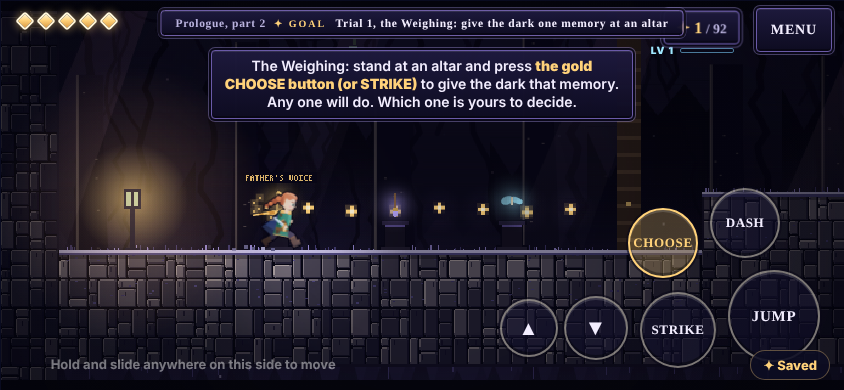 Prologue, part 2 ✦ GOAL Trial 1, the Weighing: give the dark one memory at an altar
1 / 92
MENU
LV 1
The Weighing: stand at an altar and press the gold
CHOOSE button (or STRIKE) to give the dark that memory.
Any one will do. Which one is yours to decide.
FATHER'S VOICE
CHOOSE
DASH
▲
▼
STRIKE
JUMP
Hold and slide anywhere on this side to move
✦ Saved